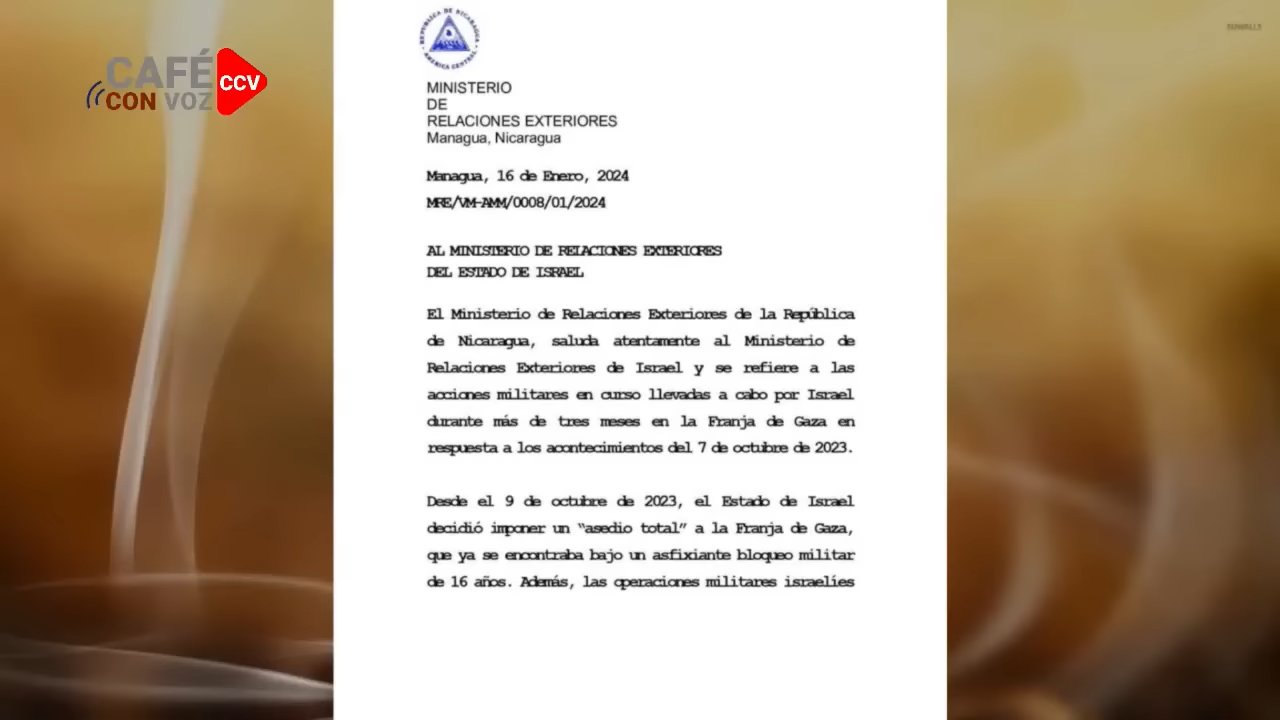 CAFÉ
CON VOZ
CCV
REPUBLICA DE NICARAGUA
AMERICA CENTRAL
MINISTERIO
DE
RELACIONES EXTERIORES
Managua, Nicaragua
Managua, 16 de Enero, 2024
MRE/VM-AMM/0008/01/2024
AL MINISTERIO DE RELACIONES EXTERIORES
DEL ESTADO DE ISRAEL
El Ministerio de Relaciones Exteriores de la República
de Nicaragua, saluda atentamente al Ministerio de
Relaciones Exteriores de Israel y se refiere a las
acciones militares en curso llevadas a cabo por Israel
durante más de tres meses en la Franja de Gaza en
respuesta a los acontecimientos del 7 de octubre de 2023.
Desde el 9 de octubre de 2023, el Estado de Israel
decidió imponer un “asedio total” a la Franja de Gaza,
que ya se encontraba bajo un asfixiante bloqueo militar
de 16 años. Además, las operaciones militares israelíes